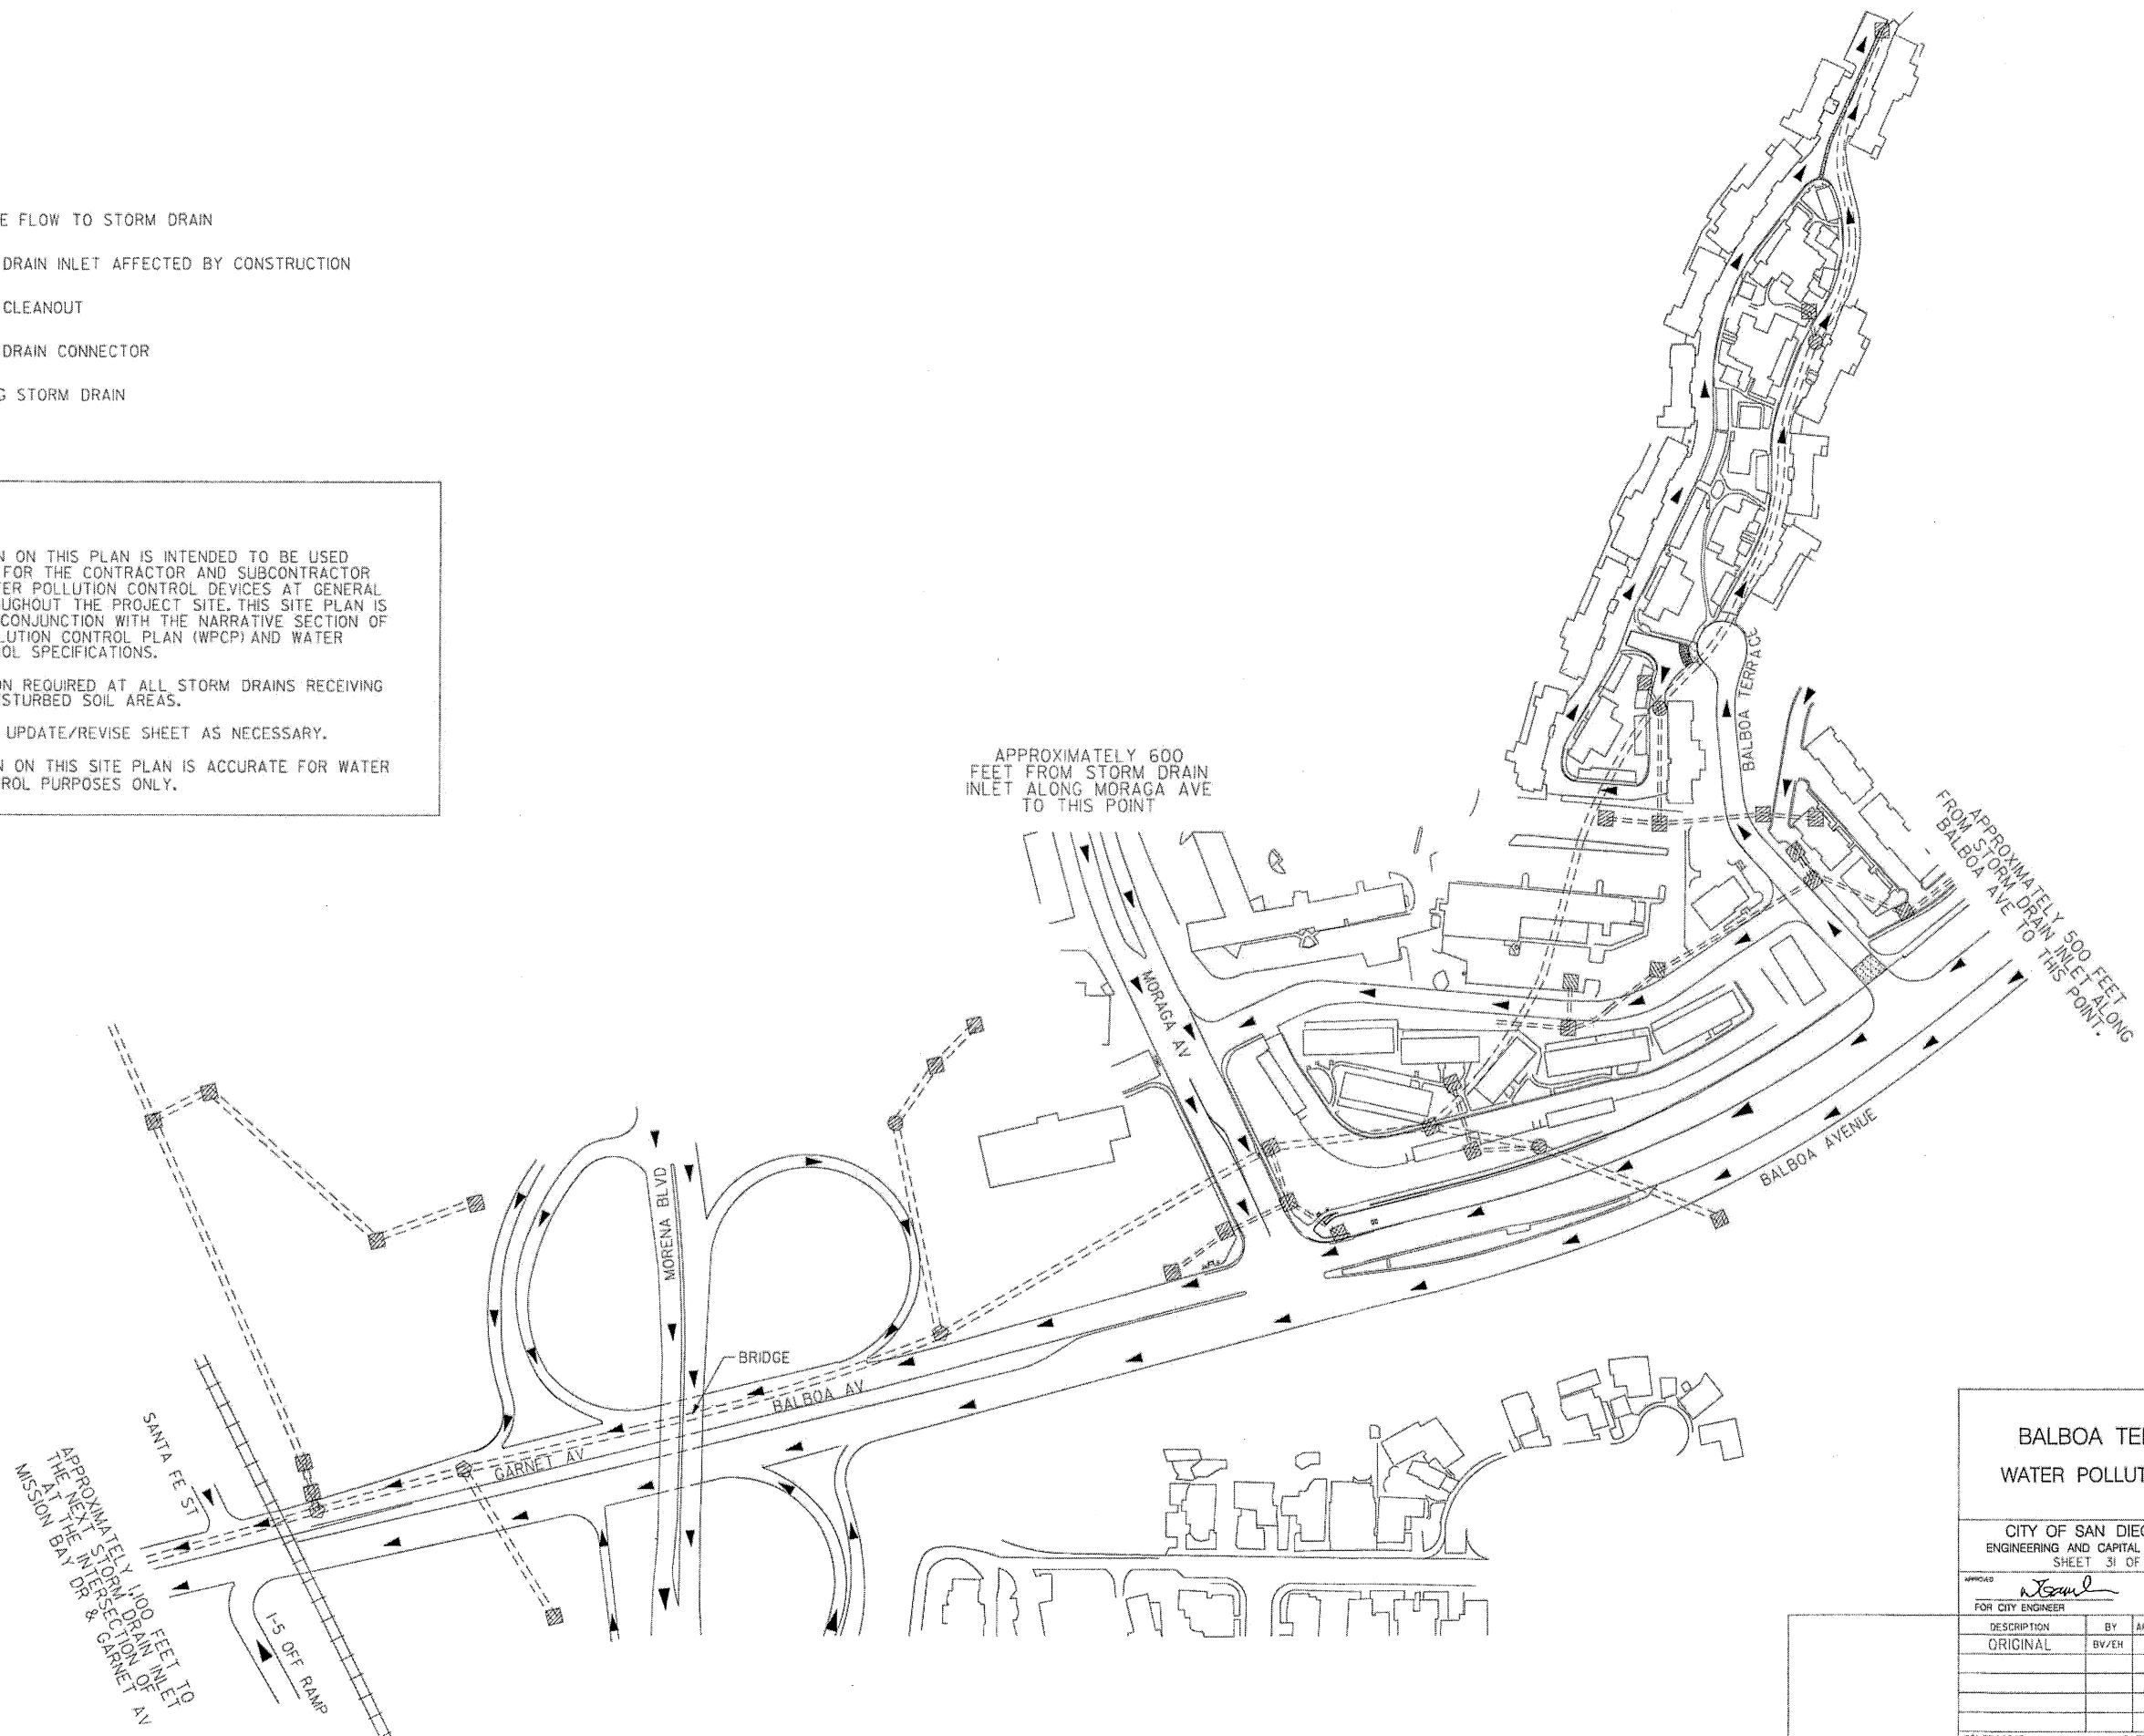 E FLOW TO STORM DRAIN
DRAIN INLET AFFECTED BY CONSTRUCTION
CLEANOUT
DRAIN CONNECTOR
G STORM DRAIN
N ON THIS PLAN IS INTENDED TO BE USED
FOR THE CONTRACTOR AND SUBCONTRACTOR
TER POLLUTION CONTROL DEVICES AT GENERAL
UGHOUT THE PROJECT SITE. THIS SITE PLAN IS
CONJUNCTION WITH THE NARRATIVE SECTION OF
LUTION CONTROL PLAN (WPCP) AND WATER
OL SPECIFICATIONS.
ON REQUIRED AT ALL STORM DRAINS RECEIVING
STURBED SOIL AREAS.
UPDATE/REVISE SHEET AS NECESSARY.
N ON THIS SITE PLAN IS ACCURATE FOR WATER
ROL PURPOSES ONLY.
APPROXIMATELY 600
FEET FROM STORM DRAIN
INLET ALONG MORAGA AVE
TO THIS POINT
BALBOA TERRACE
APPROXIMATELY 500 FEET
FROM STORM DRAIN INLET ALONG
BALBOA AVE TO THIS
POINT.
MORAGA AV
BALBOA AVENUE
MORENA BLVD
BRIDGE
BALBOA AV
GARNET AV
SANTA FE ST
APPROXIMATELY 1,100 FEET TO
THE NEXT STORM DRAIN INLET
AT THE INTERSECTION OF
MISSION BAY DR & GARNET AV
I-5 OFF RAMP
BALBOA TE
WATER POLLUT
CITY OF SAN DIEG
ENGINEERING AND CAPITAL
SHEET 31 OF
APPROVED
FOR CITY ENGINEER
DESCRIPTION BY
ORIGINAL BV/EH